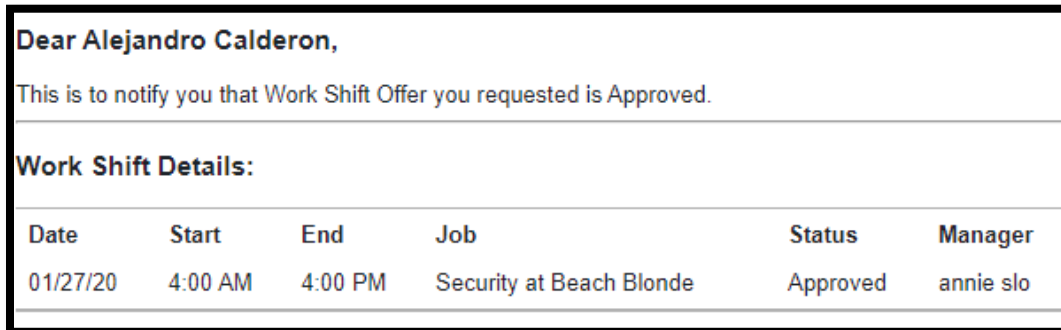 Dear Alejandro Calderon,
This is to notify you that Work Shift Offer you requested is Approved.
Work Shift Details:
Date Start End Job Status Manager
01/27/20 4:00 AM 4:00 PM Security at Beach Blonde Approved annie slo